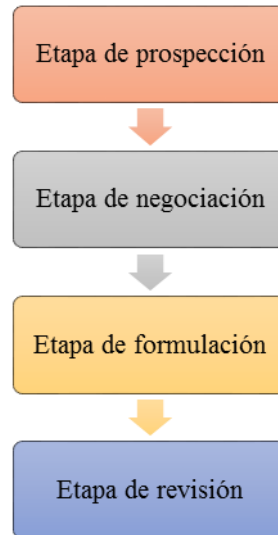 Etapa de prospección
Etapa de negociación
Etapa de formulación
Etapa de revisión